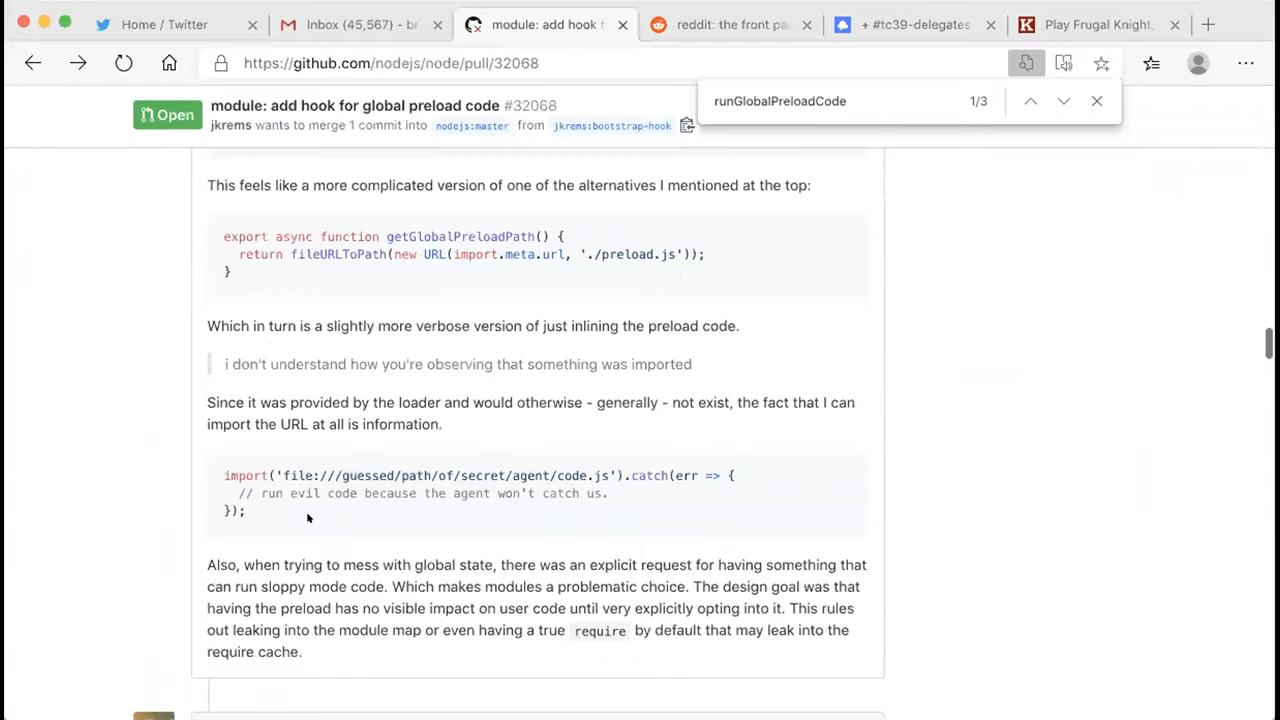 Home / Twitter
Inbox (45,567) - br
module: add hook f
reddit: the front pa
+ #tc39-delegates
Play Frugal Knight,
https://github.com/nodejs/node/pull/32068
runGlobalPreloadCode 1/3
Open
module: add hook for global preload code #32068
jkrems wants to merge 1 commit into nodejs:master from jkrems:bootstrap-hook
This feels like a more complicated version of one of the alternatives I mentioned at the top:
export async function getGlobalPreloadPath() {
return fileURLToPath(new URL(import.meta.url, './preload.js'));
}
Which in turn is a slightly more verbose version of just inlining the preload code.
i don't understand how you're observing that something was imported
Since it was provided by the loader and would otherwise - generally - not exist, the fact that I can
import the URL at all is information.
import('file:///guessed/path/of/secret/agent/code.js').catch(err => {
// run evil code because the agent won't catch us.
});
Also, when trying to mess with global state, there was an explicit request for having something that
can run sloppy mode code. Which makes modules a problematic choice. The design goal was that
having the preload has no visible impact on user code until very explicitly opting into it. This rules
out leaking into the module map or even having a true require by default that may leak into the
require cache.